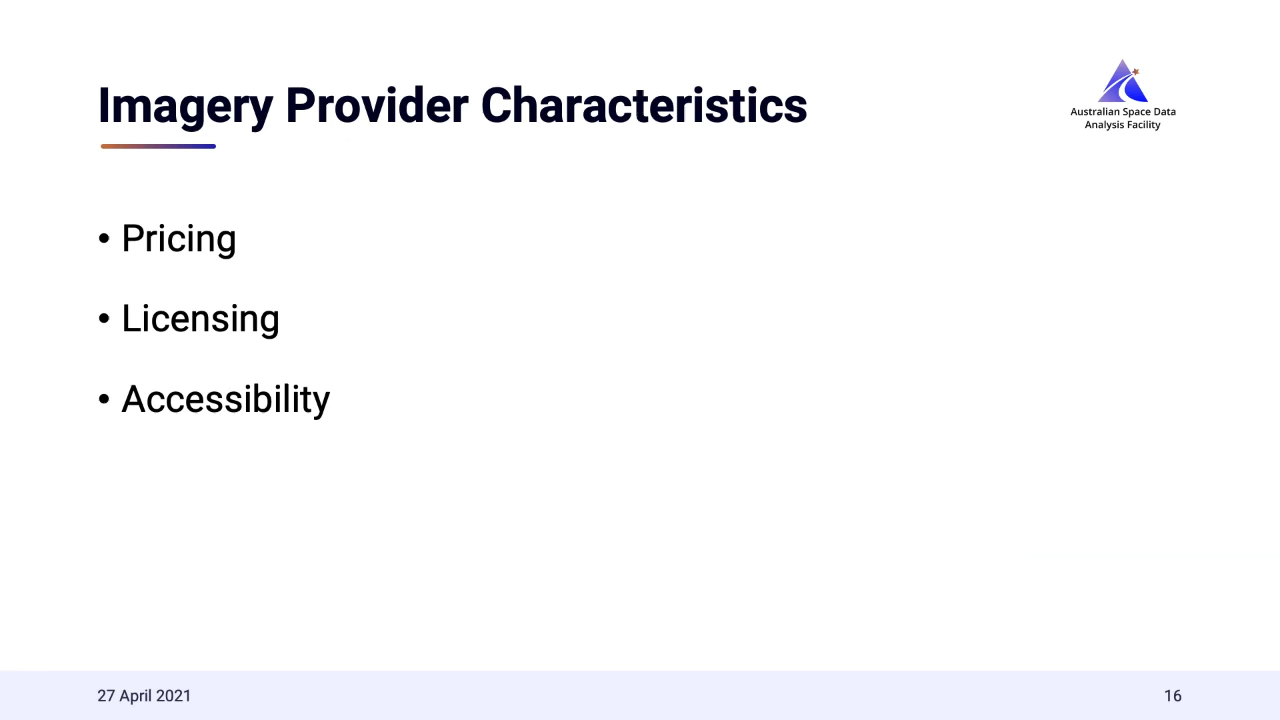 Imagery Provider Characteristics
Australian Space Data
Analysis Facility
• Pricing
• Licensing
• Accessibility
27 April 2021
16